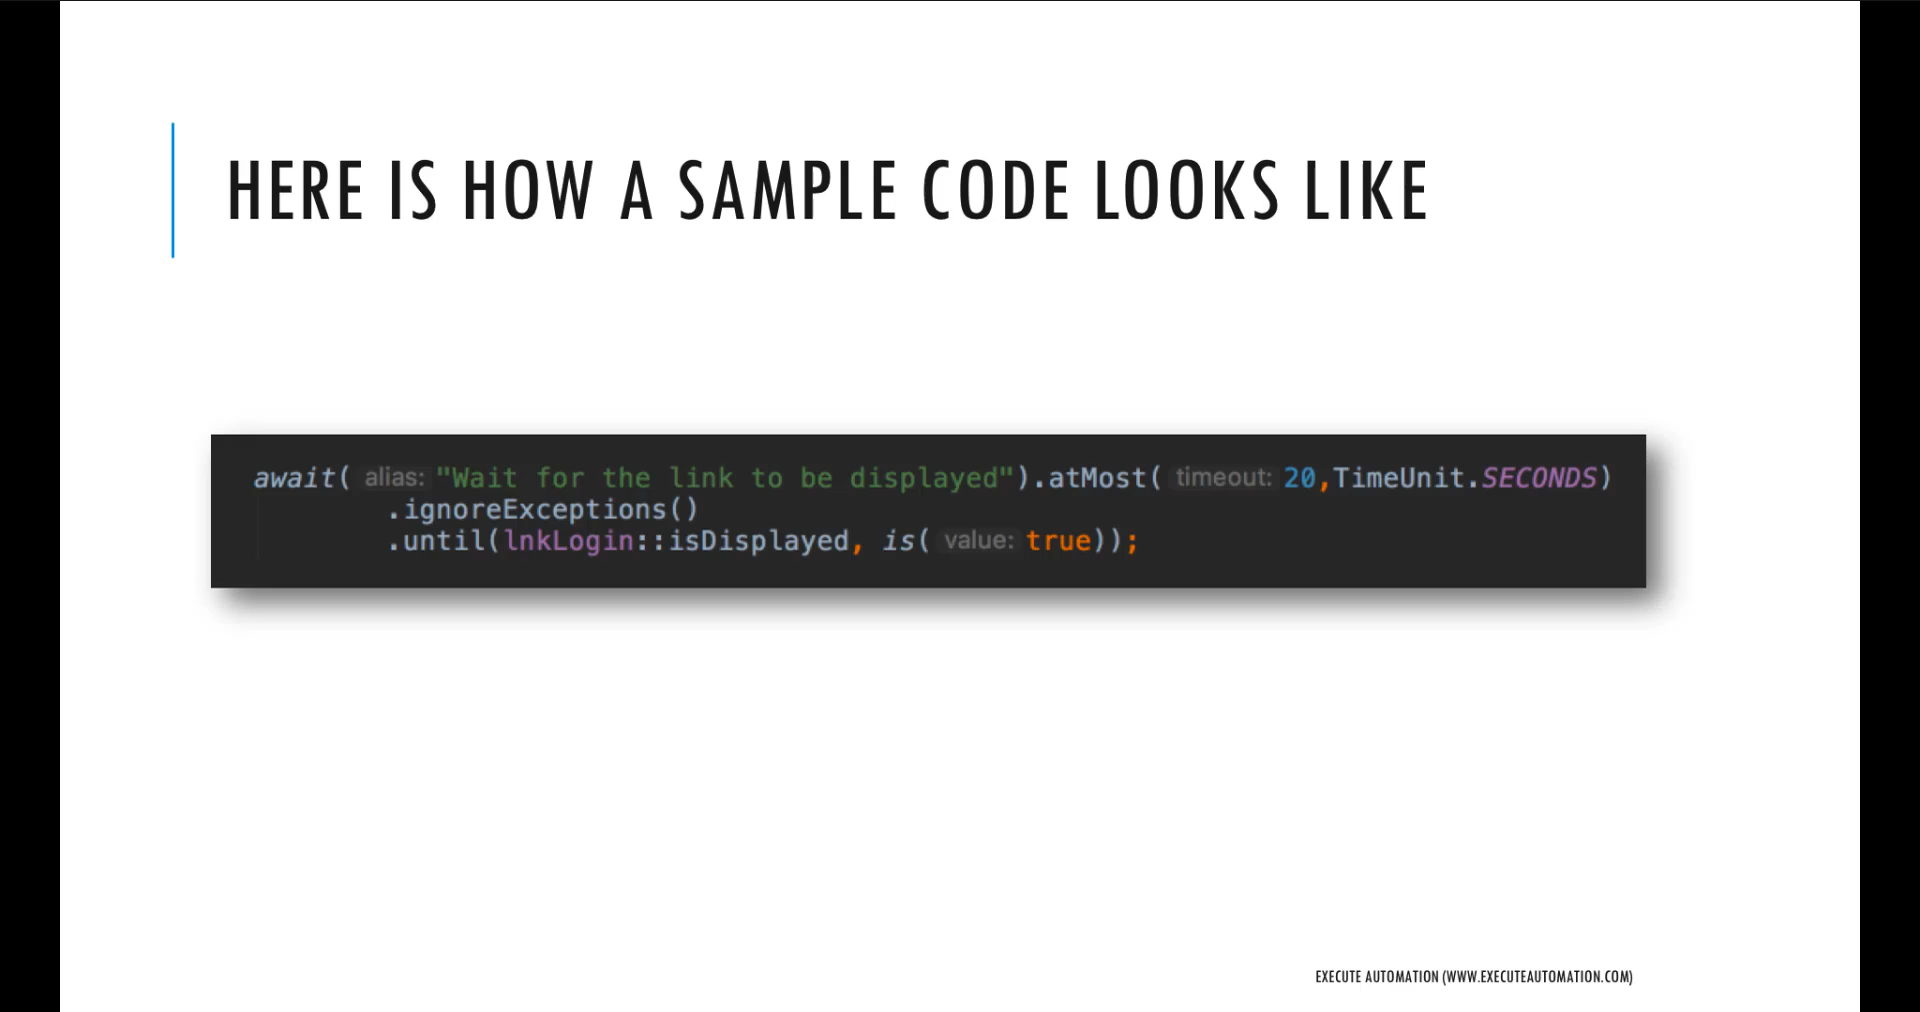 HERE IS HOW A SAMPLE CODE LOOKS LIKE
await( alias: "Wait for the link to be displayed").atMost( timeout: 20,TimeUnit.SECONDS)
.ignoreExceptions()
.until(lnkLogin::isDisplayed, is( value: true));
EXECUTE AUTOMATION (WWW.EXECUTEAUTOMATION.COM)